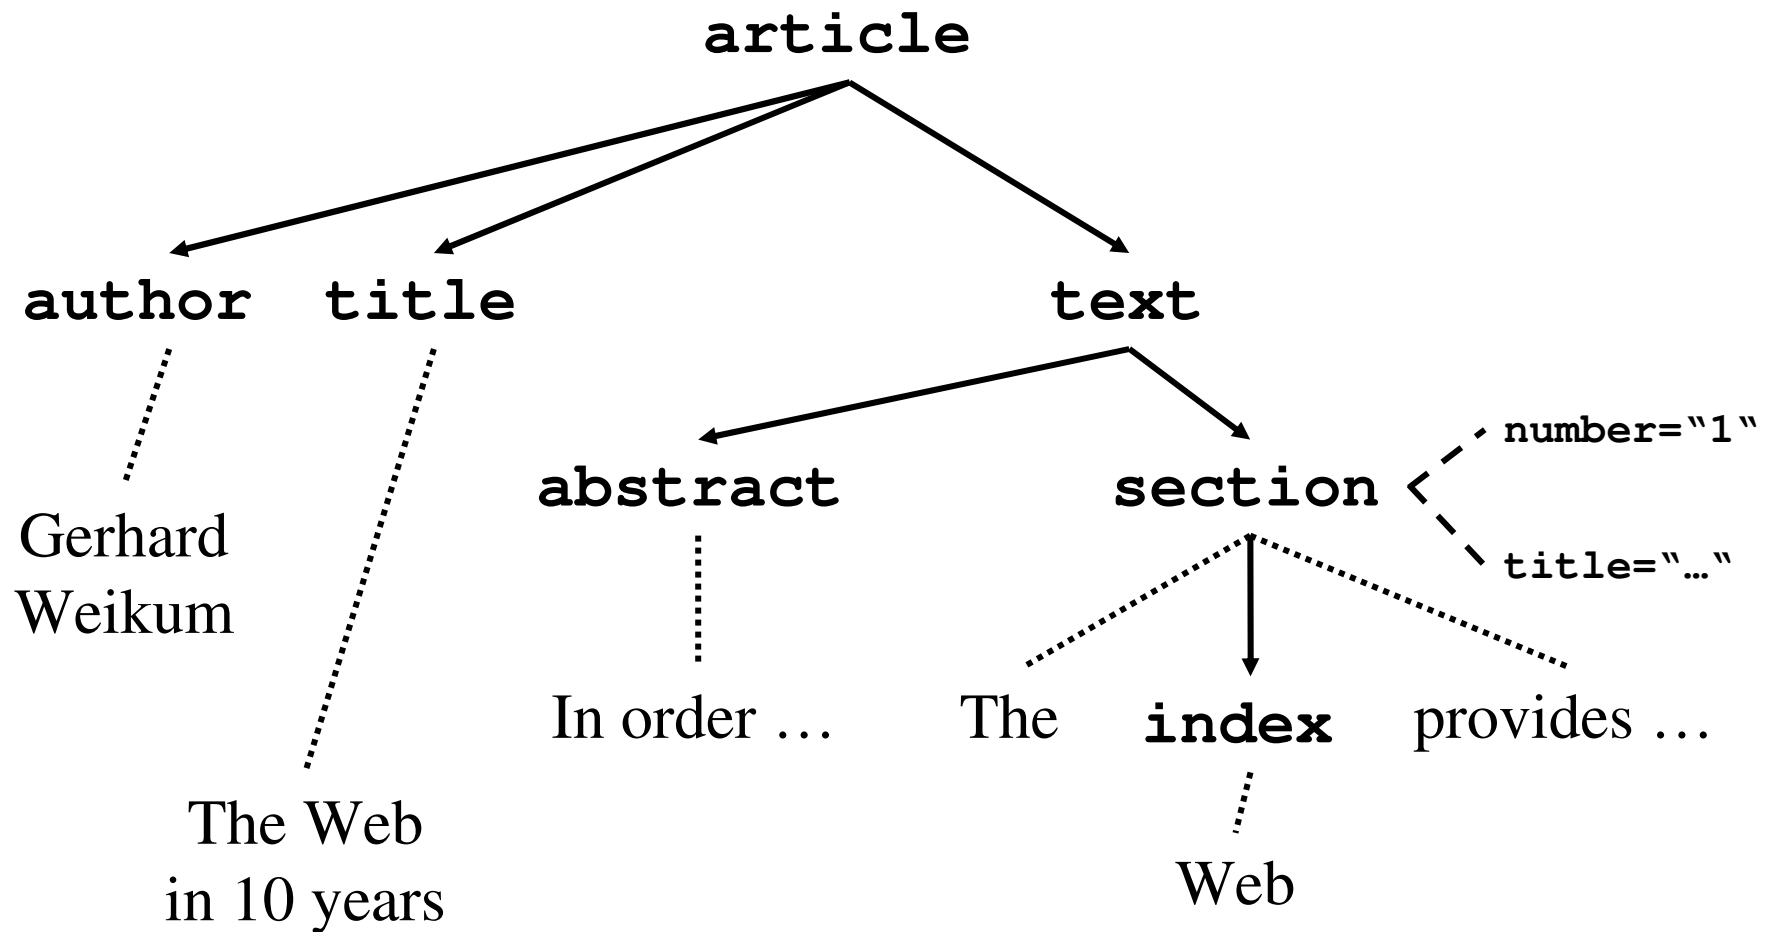 article
author
title
text
number=“1“
abstract
section
title=“…“
Gerhard
Weikum
In order …
The
index
provides …
The Web
in 10 years
Web